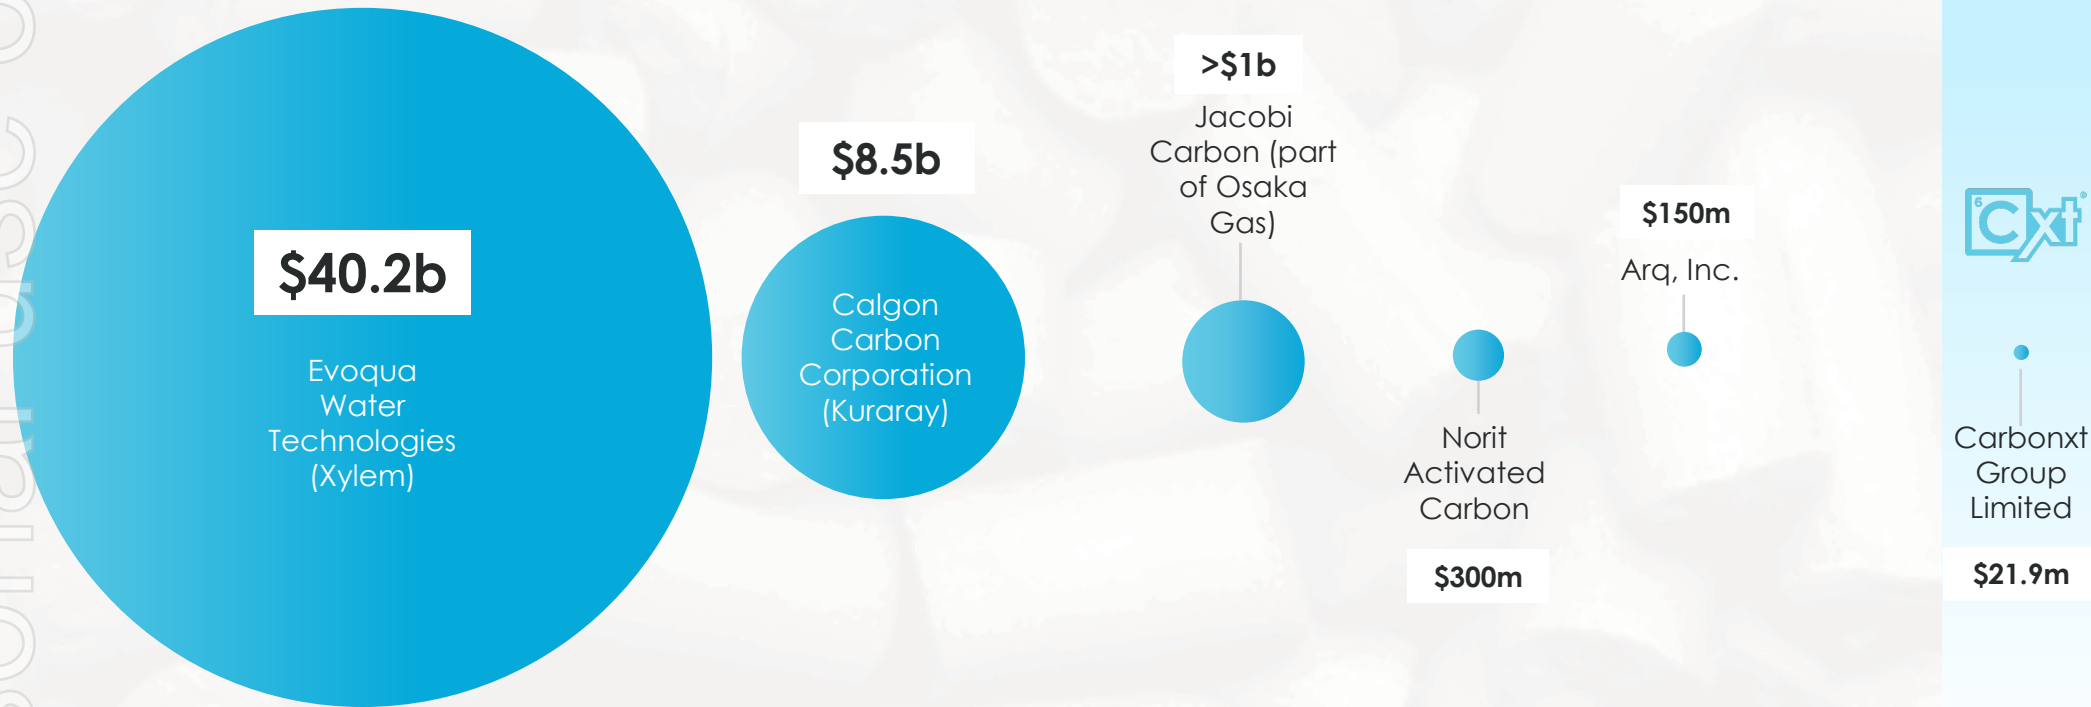 $40.2b
Evoqua
Water
Technologies
(Xylem)
$8.5b
Calgon
Carbon
Corporation
(Kuraray)
>$1b
Jacobi
Carbon (part
of Osaka
Gas)
Norit
Activated
Carbon
$300m
$150m
Arq, Inc.
6
Cxt®
Carbonxt
Group
Limited
$21.9m